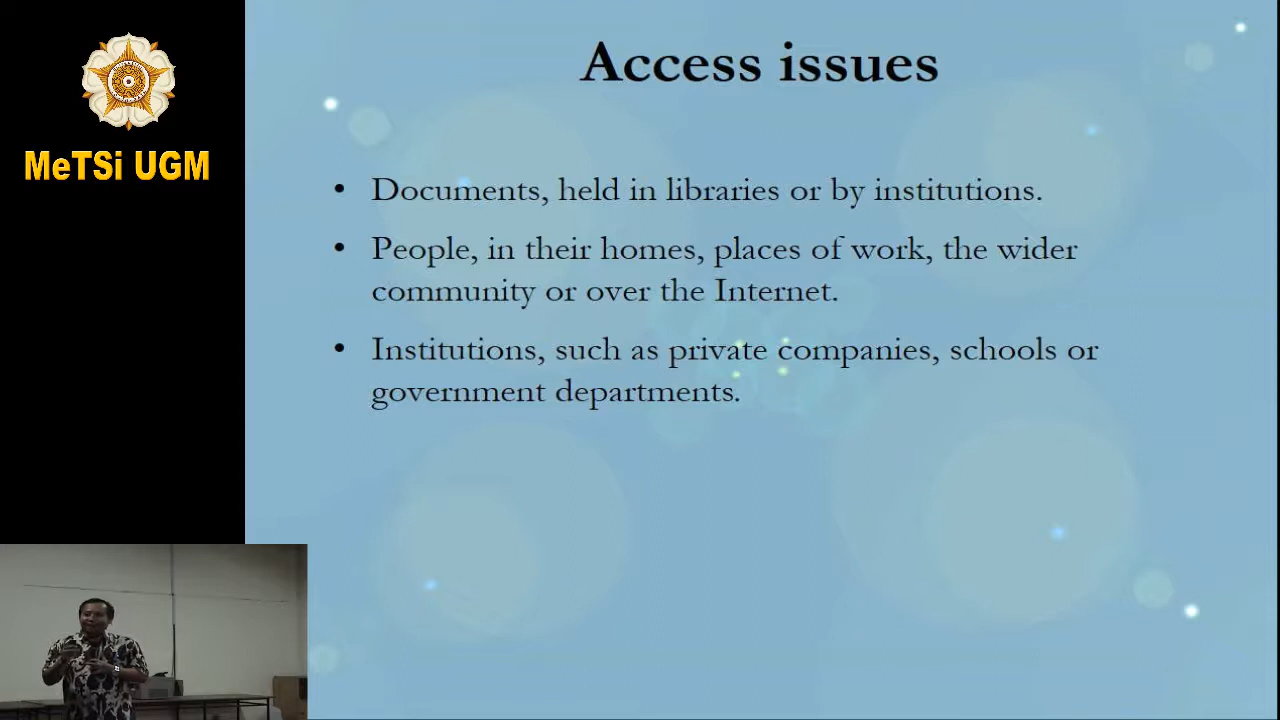 Access issues
MeTSi UGM
• Documents, held in libraries or by institutions.
• People, in their homes, places of work, the wider
community or over the Internet.
• Institutions, such as private companies, schools or
government departments.